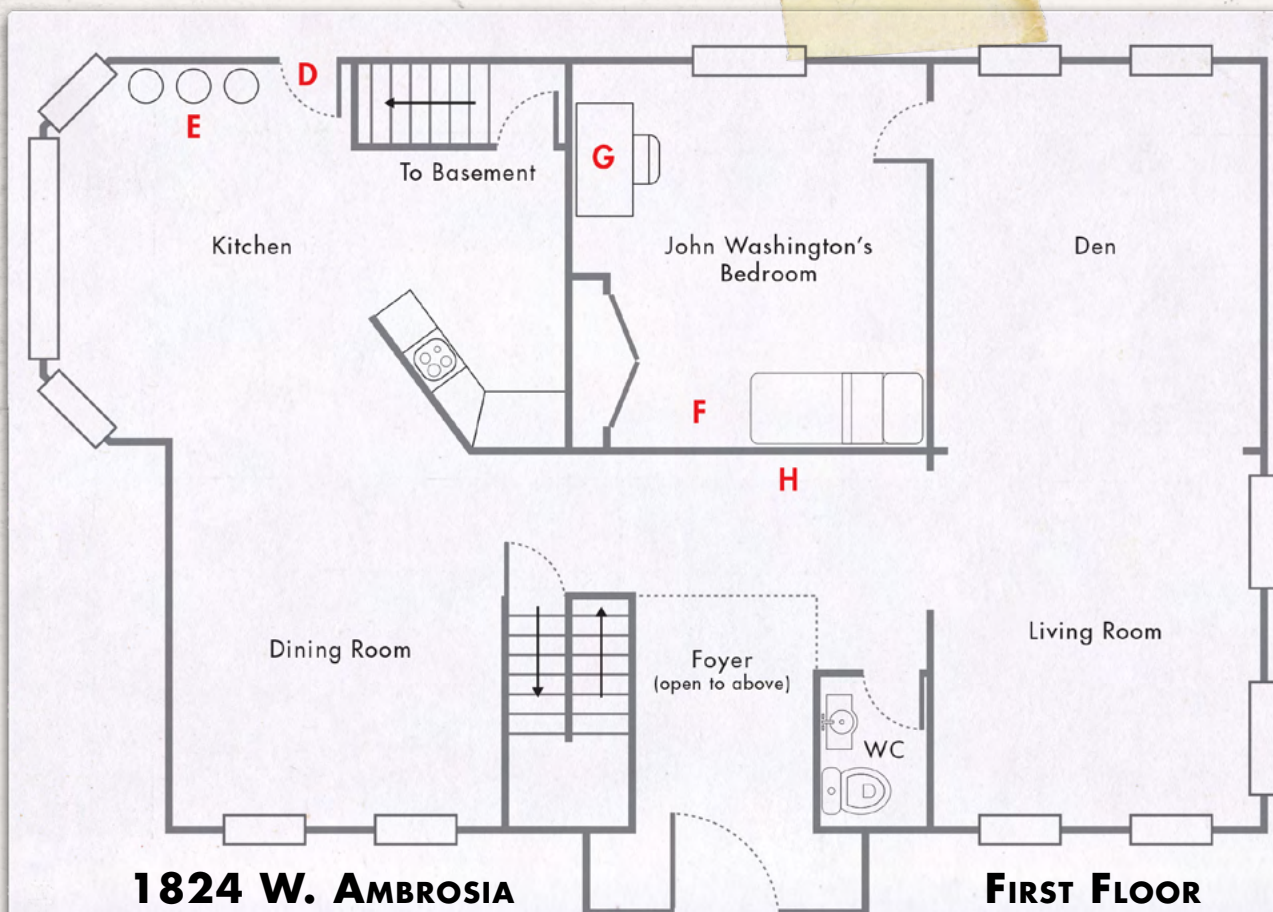 D
E
To Basement
G
Kitchen
John Washington's
Bedroom
Den
F
H
Dining Room
Foyer
(open to above)
Living Room
WC
1824 W. Ambrosia
First Floor